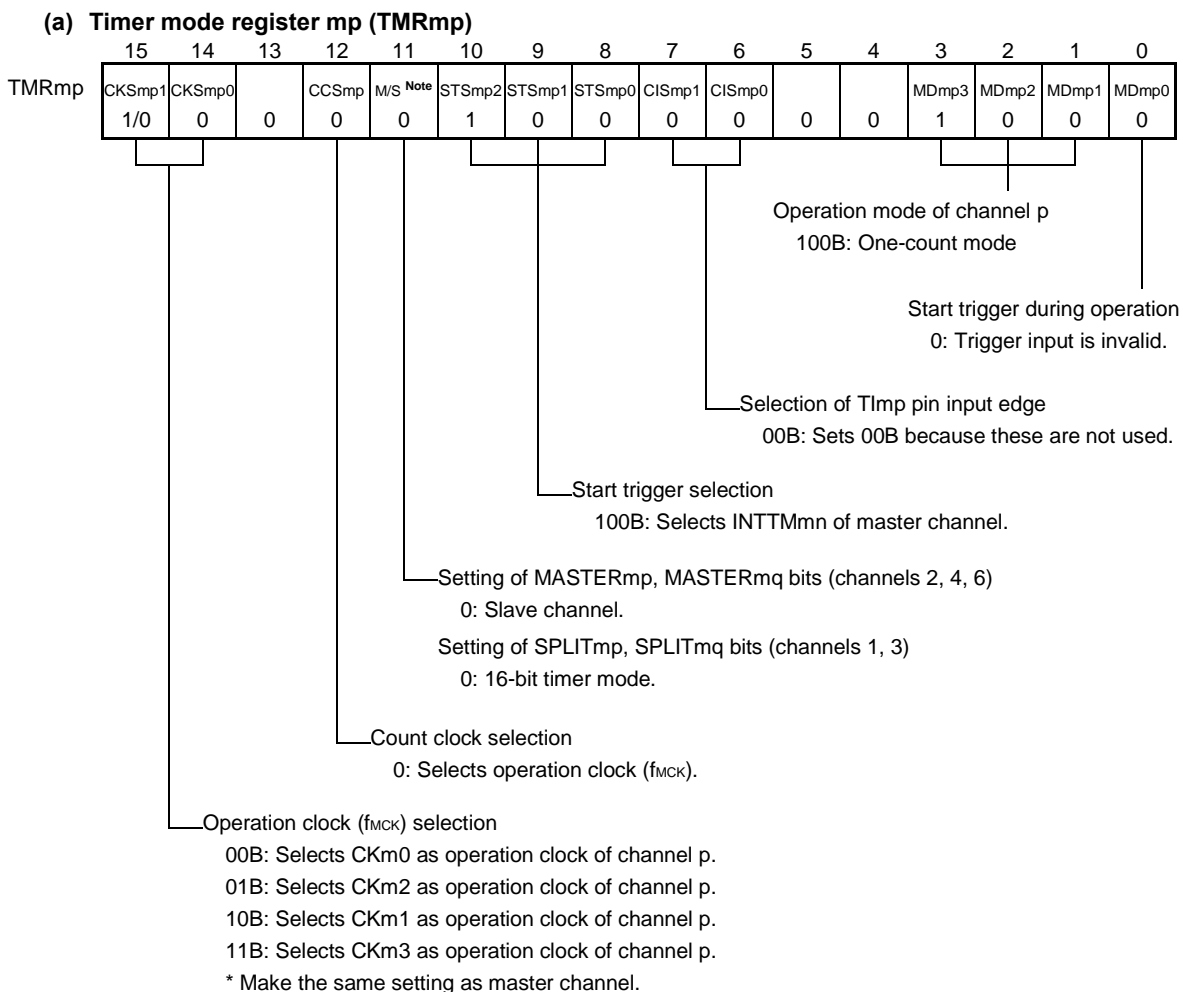 (a) Timer mode register mp (TMRmp)
15 14 13 12 11 10 9 8 7 6 5 4 3 2 1 0
TMRmp CKSmp1 CKSmp0 CCSmp M/S Note STSmp2 STSmp1 STSmp0 CISmp1 CISmp0 MDmp3 MDmp2 MDmp1 MDmp0
1/0 0 0 0 0 1 0 0 0 0 0 0 1 0 0 0
Operation mode of channel p
100B: One-count mode
Start trigger during operation
0: Trigger input is invalid.
Selection of TImp pin input edge
00B: Sets 00B because these are not used.
Start trigger selection
100B: Selects INTTMmn of master channel.
Setting of MASTERmp, MASTERmq bits (channels 2, 4, 6)
0: Slave channel.
Setting of SPLITmp, SPLITmq bits (channels 1, 3)
0: 16-bit timer mode.
Count clock selection
0: Selects operation clock (fMCK).
Operation clock (fMCK) selection
00B: Selects CKm0 as operation clock of channel p.
01B: Selects CKm2 as operation clock of channel p.
10B: Selects CKm1 as operation clock of channel p.
11B: Selects CKm3 as operation clock of channel p.
* Make the same setting as master channel.